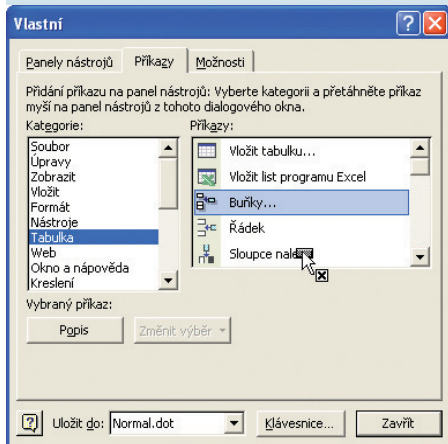 Vlastní
Panely nástrojů Příkazy Možnosti
Přidání příkazu na panel nástrojů: Vyberte kategorii a přetáhněte příkaz
myší na panel nástrojů z tohoto dialogového okna.
Kategorie: Příkazy:
Soubor
Úpravy
Zobrazit
Vložit
Formát
Nástroje
Tabulka
Web
Okno a nápověda
Kreslení
Vložit tabulku...
Vložit list programu Excel
Buňky...
Řádek
Sloupce
Vybraný příkaz:
Popis Změnit výběr
Uložit do: Normal.dot Klávesnice... Zavřít